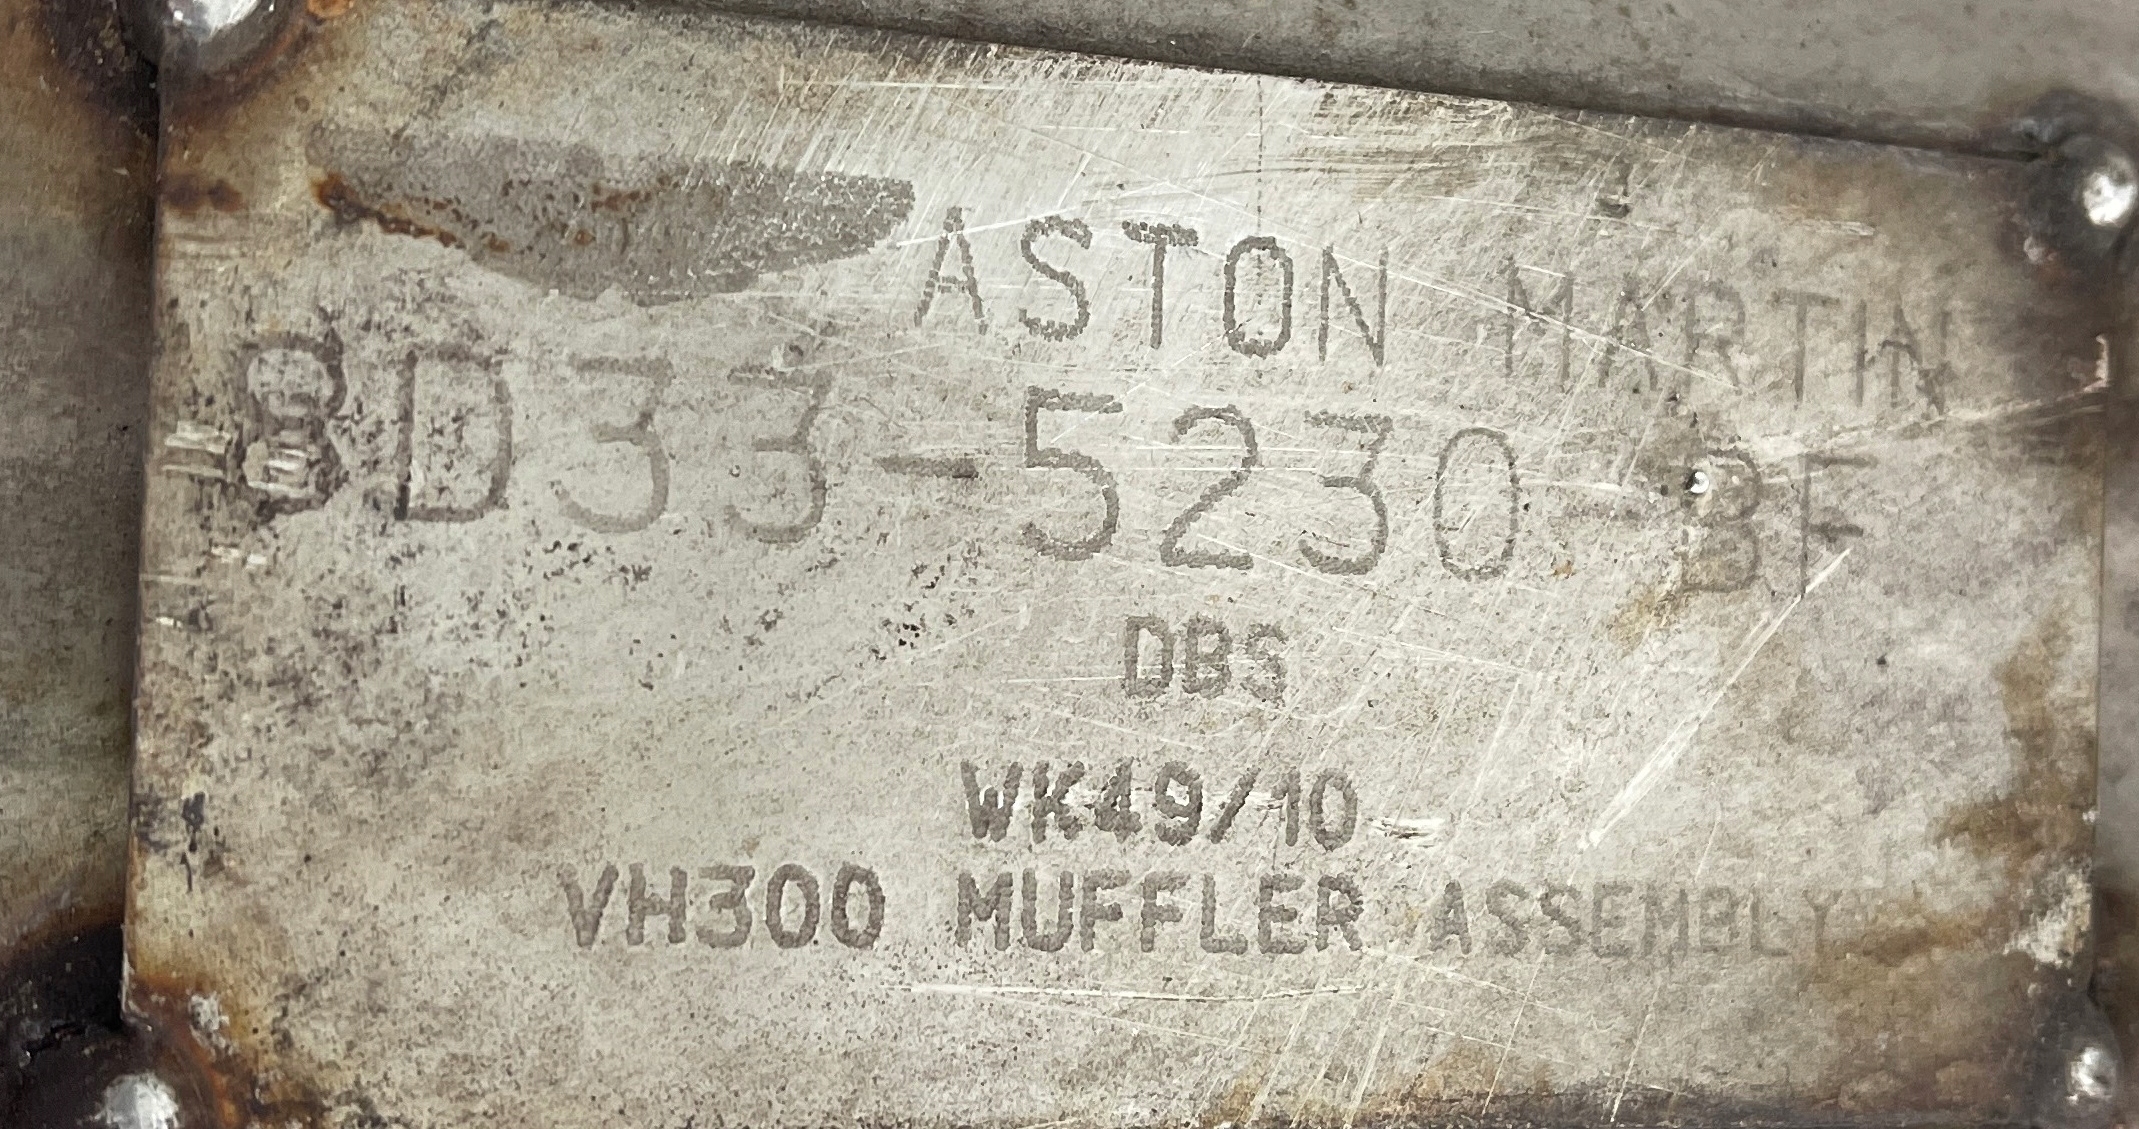 ASTON MARTIN
8D33-5230-BF
DBS
WK49/10
VH300 MUFFLER ASSEMBLY